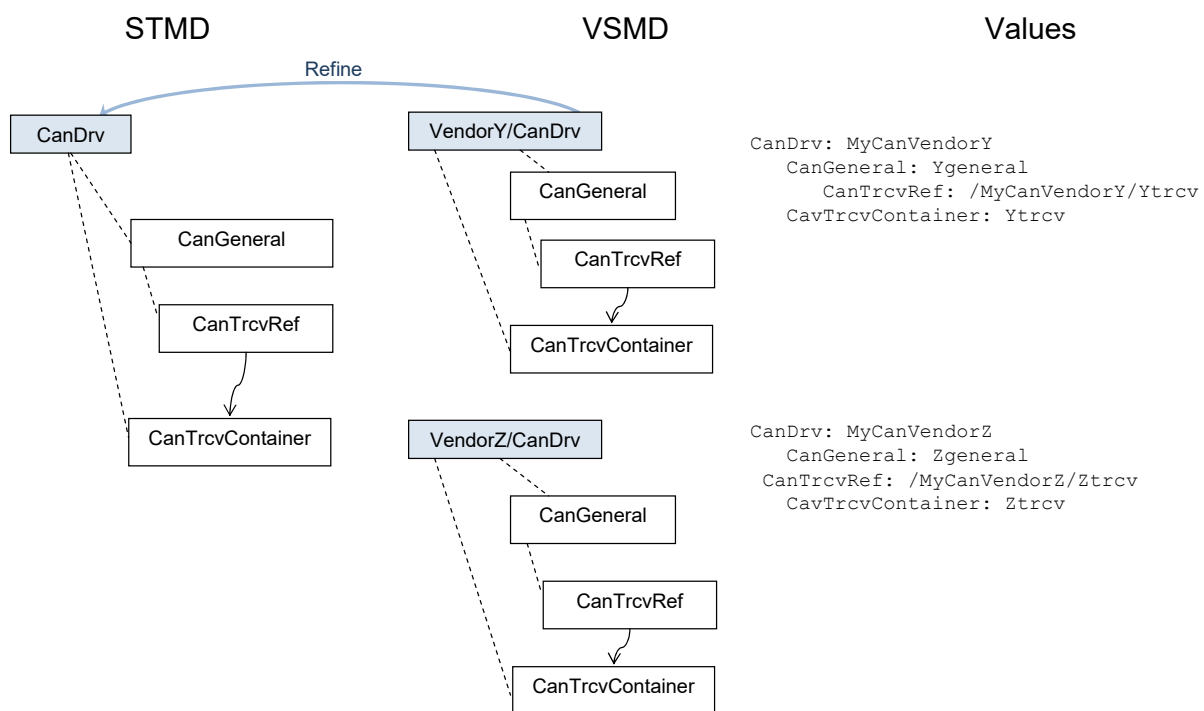 STMD
VSMD
Values
Refine
CanDrv
CanGeneral
CanTrcvRef
CanTrcvContainer
VendorY/CanDrv
CanGeneral
CanTrcvRef
CanTrcvContainer
VendorZ/CanDrv
CanGeneral
CanTrcvRef
CanTrcvContainer
CanDrv: MyCanVendorY
CanGeneral: Ygeneral
CanTrcvRef: /MyCanVendorY/Ytrcv
CavTrcvContainer: Ytrcv
CanDrv: MyCanVendorZ
CanGeneral: Zgeneral
CanTrcvRef: /MyCanVendorZ/Ztrcv
CavTrcvContainer: Ztrcv